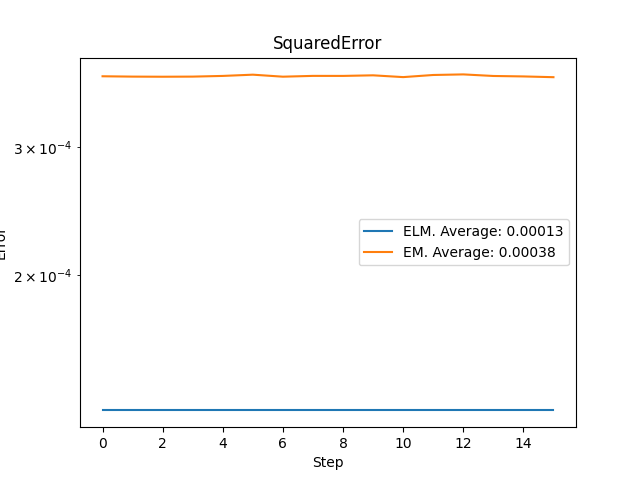 SquaredError
3 × 10⁻⁴
2 × 10⁻⁴
Error
ELM. Average: 0.00013
EM. Average: 0.00038
0 2 4 6 8 10 12 14
Step